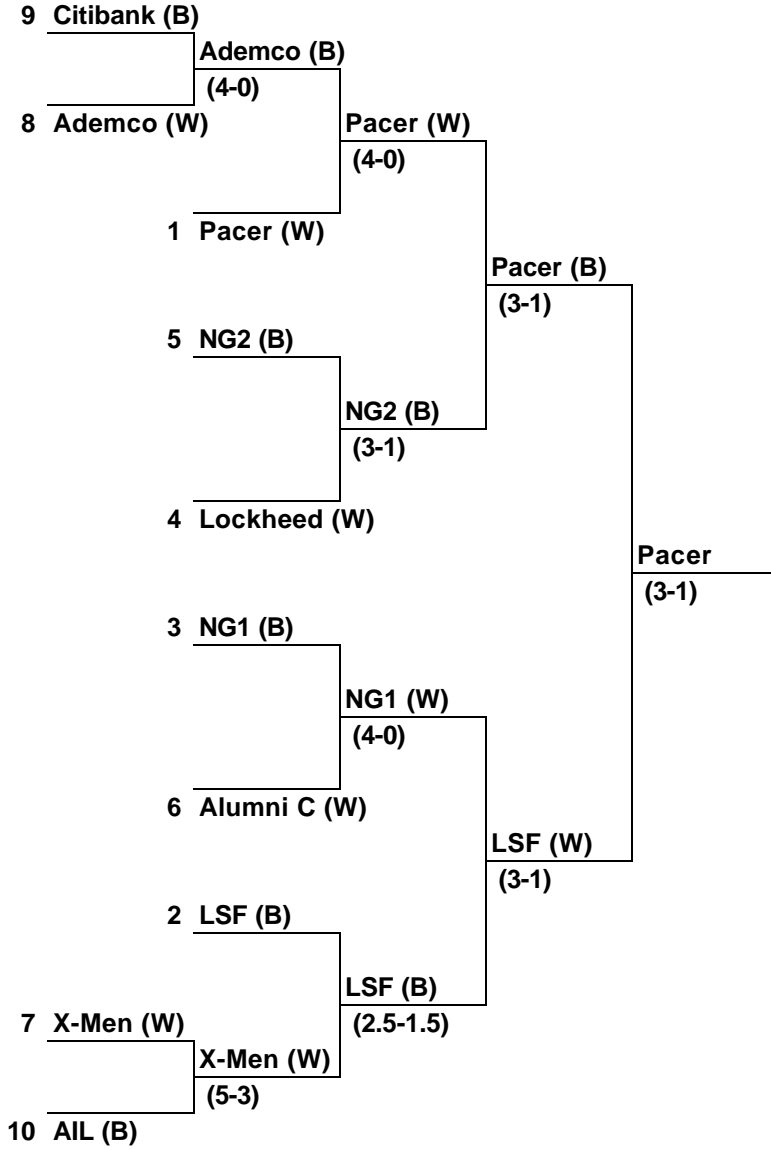 9 Citibank (B)
Ademco (B)
(4-0)
8 Ademco (W)
Pacer (W)
(4-0)
1 Pacer (W)
Pacer (B)
(3-1)
5 NG2 (B)
NG2 (B)
(3-1)
4 Lockheed (W)
Pacer
(3-1)
3 NG1 (B)
NG1 (W)
(4-0)
6 Alumni C (W)
LSF (W)
(3-1)
2 LSF (B)
LSF (B)
(2.5-1.5)
7 X-Men (W)
X-Men (W)
(5-3)
10 AIL (B)